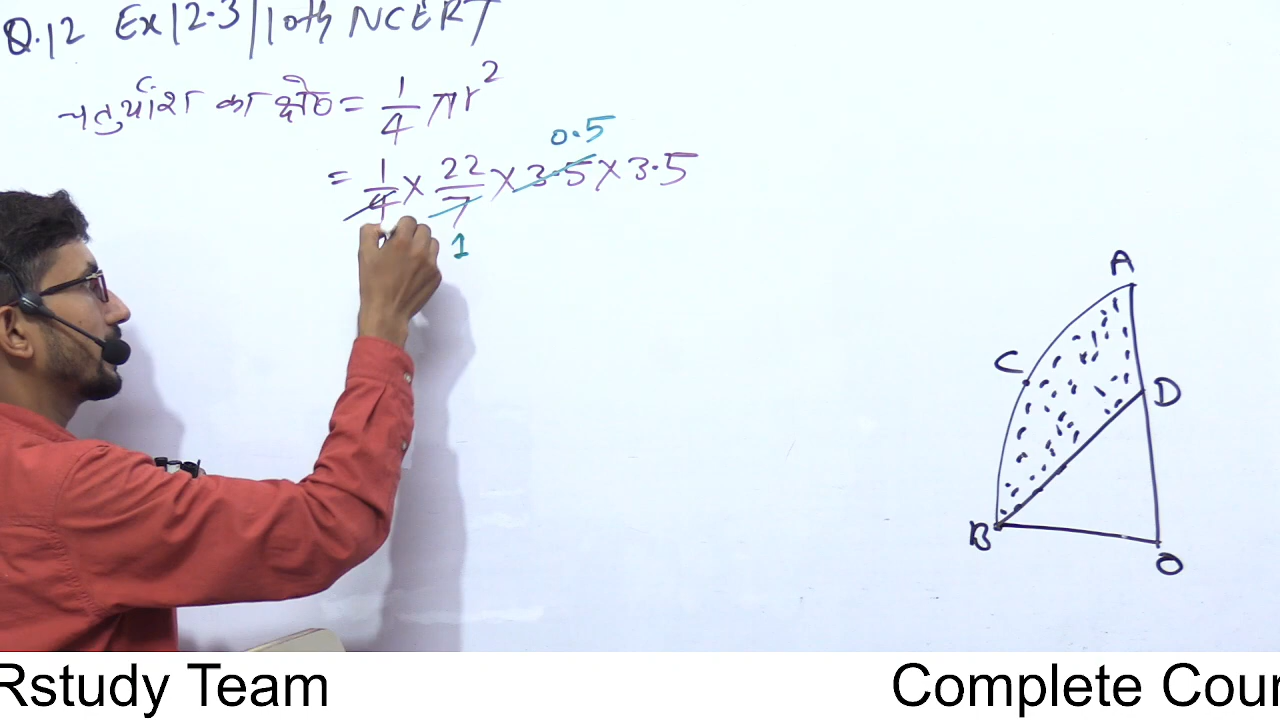 Q.12 Ex 12.3 | 10th NCERT
चतुर्थांश का क्षे० = 1/4 πr²
= 1/4 × 22/7 × 3.5 × 3.5
0.5
1
A
C
D
B
O
Rstudy Team
Complete Cour